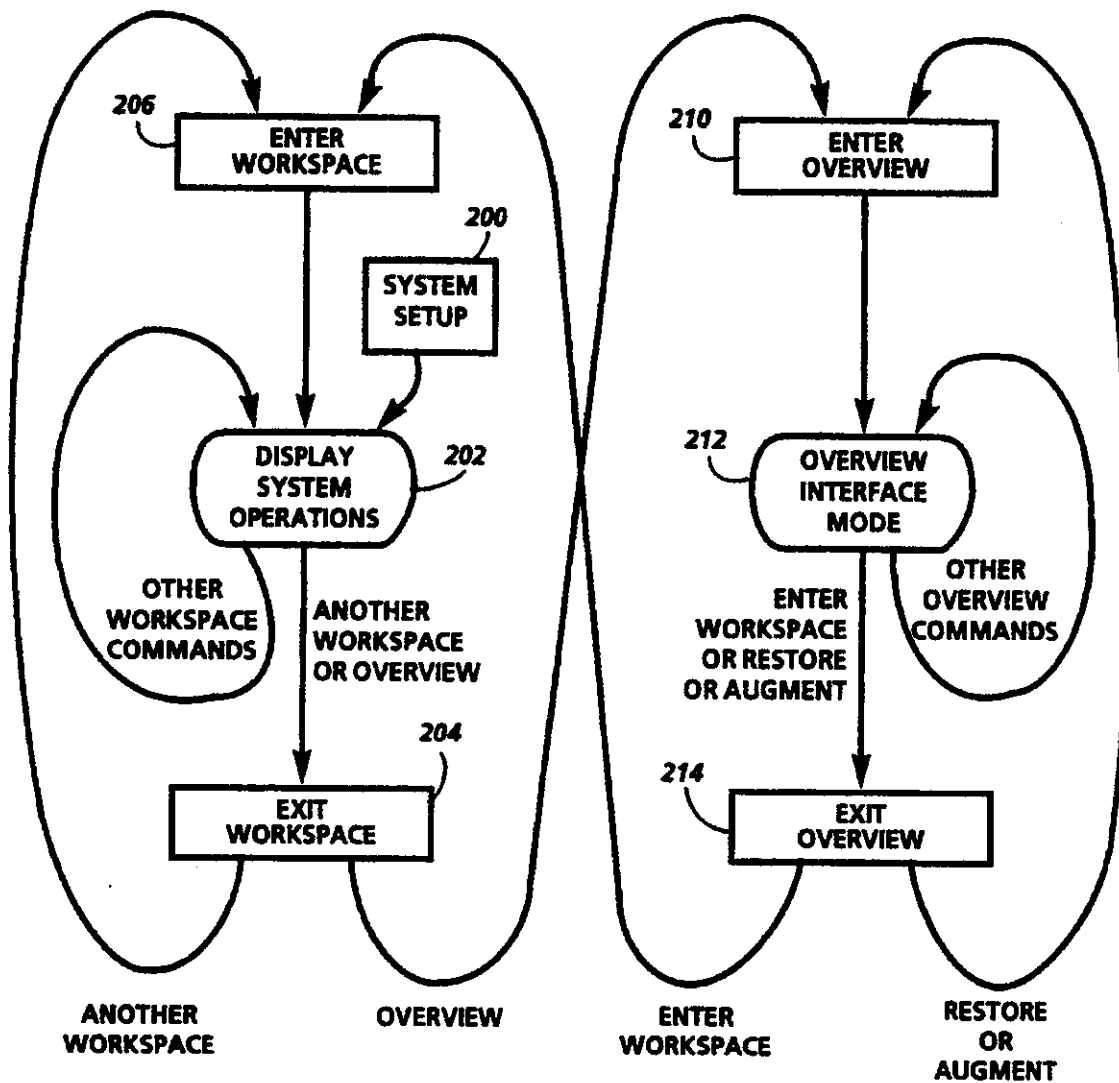 206
ENTER
WORKSPACE
210
ENTER
OVERVIEW
200
SYSTEM
SETUP
DISPLAY
SYSTEM
OPERATIONS
202
212
OVERVIEW
INTERFACE
MODE
OTHER
WORKSPACE
COMMANDS
ANOTHER
WORKSPACE
OR OVERVIEW
ENTER
WORKSPACE
OR RESTORE
OR AUGMENT
OTHER
OVERVIEW
COMMANDS
204
EXIT
WORKSPACE
214
EXIT
OVERVIEW
ANOTHER
WORKSPACE
OVERVIEW
ENTER
WORKSPACE
RESTORE
OR
AUGMENT